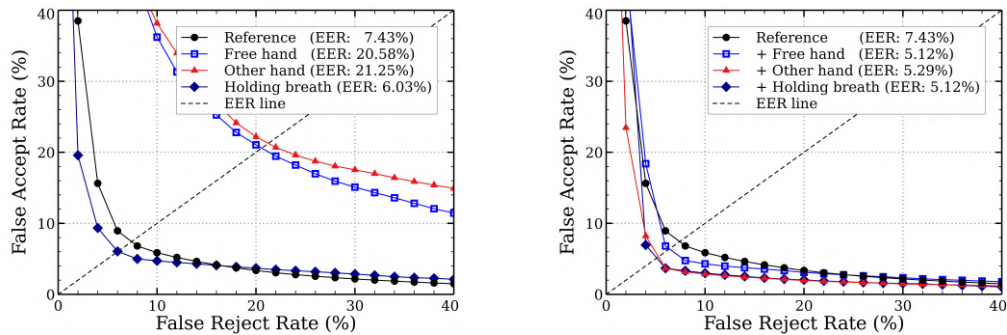 40
30
20
10
0
0
10
20
30
40
False Accept Rate (%)
False Reject Rate (%)
Reference (EER: 7.43%)
Free hand (EER: 20.58%)
Other hand (EER: 21.25%)
Holding breath (EER: 6.03%)
EER line
40
30
20
10
0
0
10
20
30
40
False Accept Rate (%)
False Reject Rate (%)
Reference (EER: 7.43%)
+ Free hand (EER: 5.12%)
+ Other hand (EER: 5.29%)
+ Holding breath (EER: 5.12%)
EER line